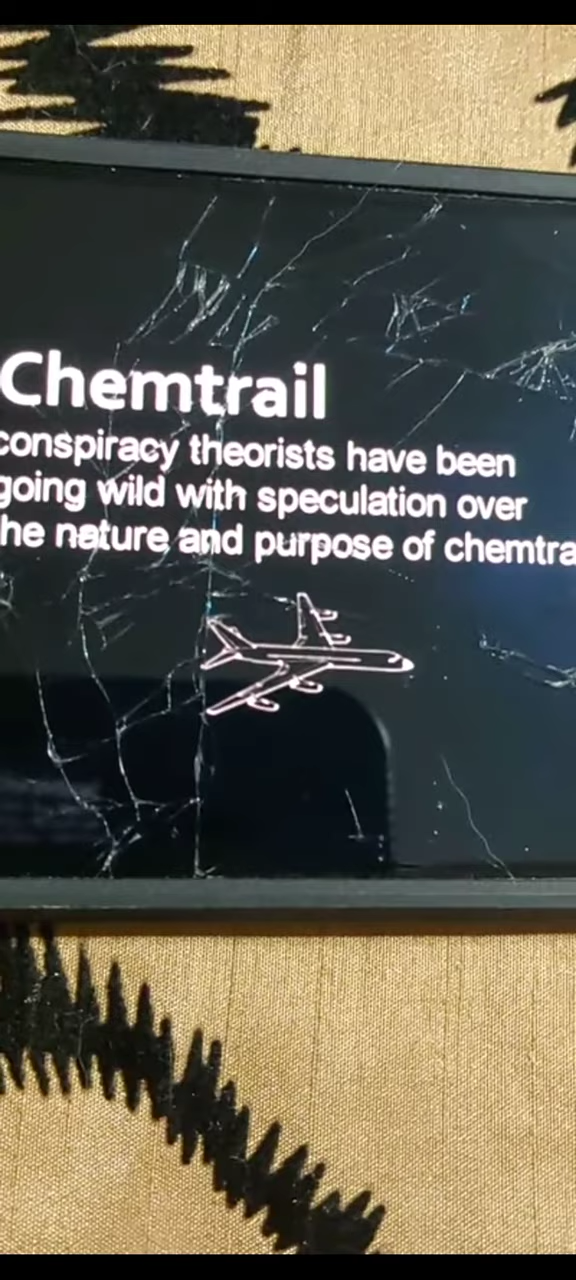 Chemtrail
conspiracy theorists have been
going wild with speculation over
he nature and purpose of chemtra